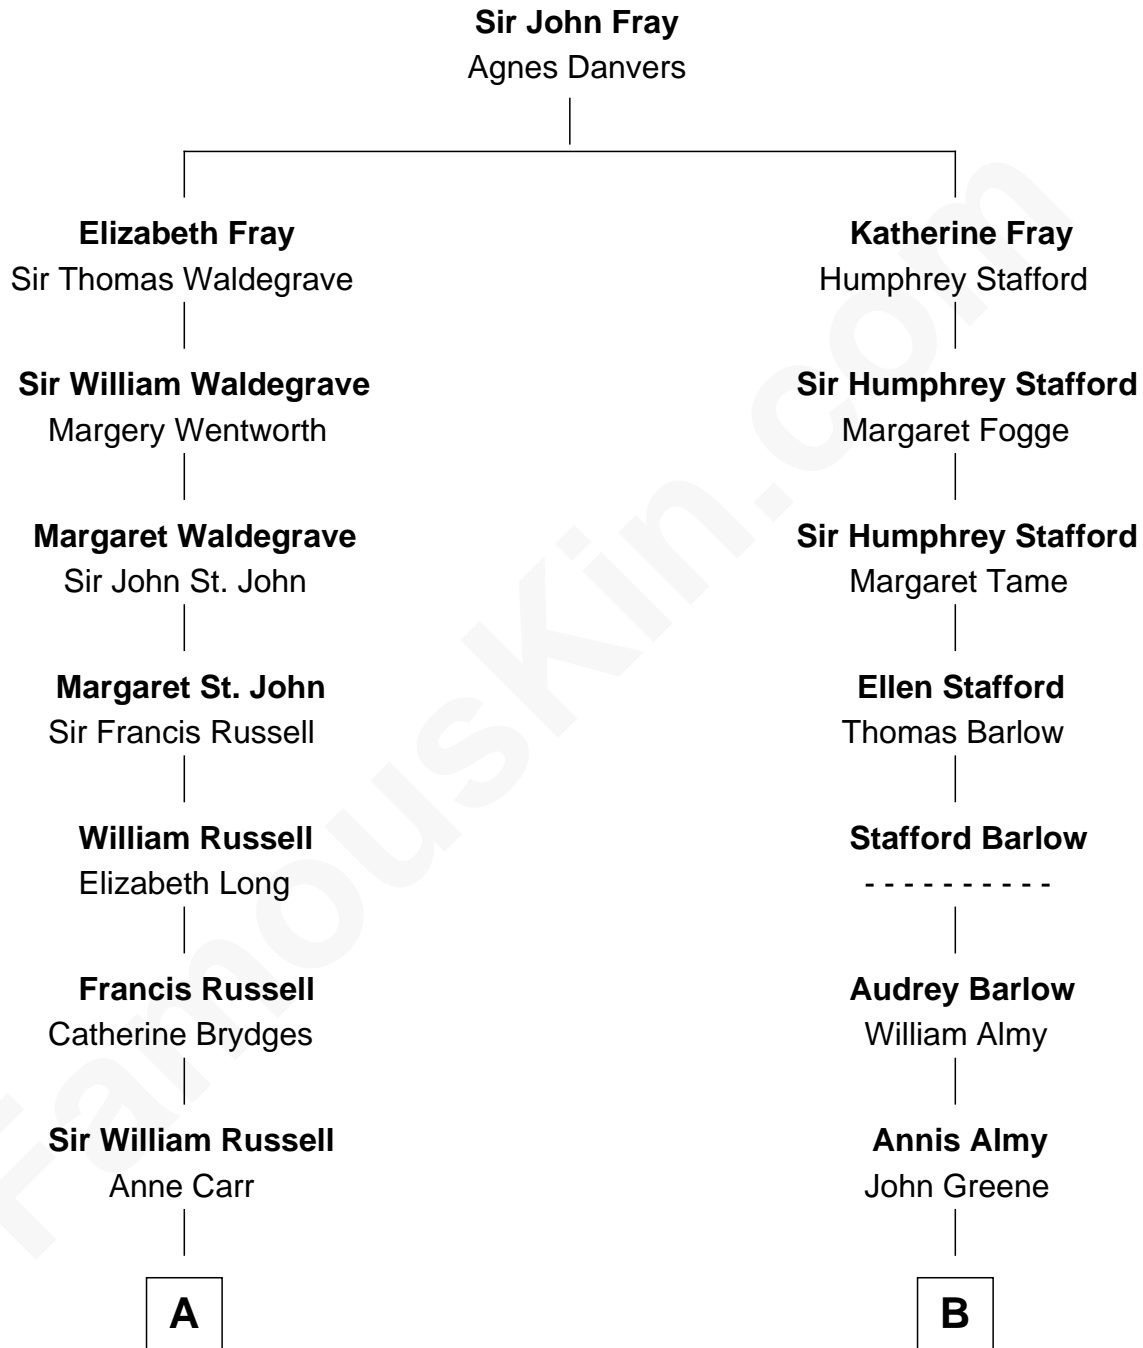 Sir John Fray
Agnes Danvers
Elizabeth Fray
Sir Thomas Waldegrave
Katherine Fray
Humphrey Stafford
Sir William Waldegrave
Margery Wentworth
Sir Humphrey Stafford
Margaret Fogge
Margaret Waldegrave
Sir John St. John
Sir Humphrey Stafford
Margaret Tame
Margaret St. John
Sir Francis Russell
Ellen Stafford
Thomas Barlow
William Russell
Elizabeth Long
Stafford Barlow
- - - - - - - - - -
Francis Russell
Catherine Brydges
Audrey Barlow
William Almy
Sir William Russell
Anne Carr
Annis Almy
John Greene
A
B
FamousKin.com